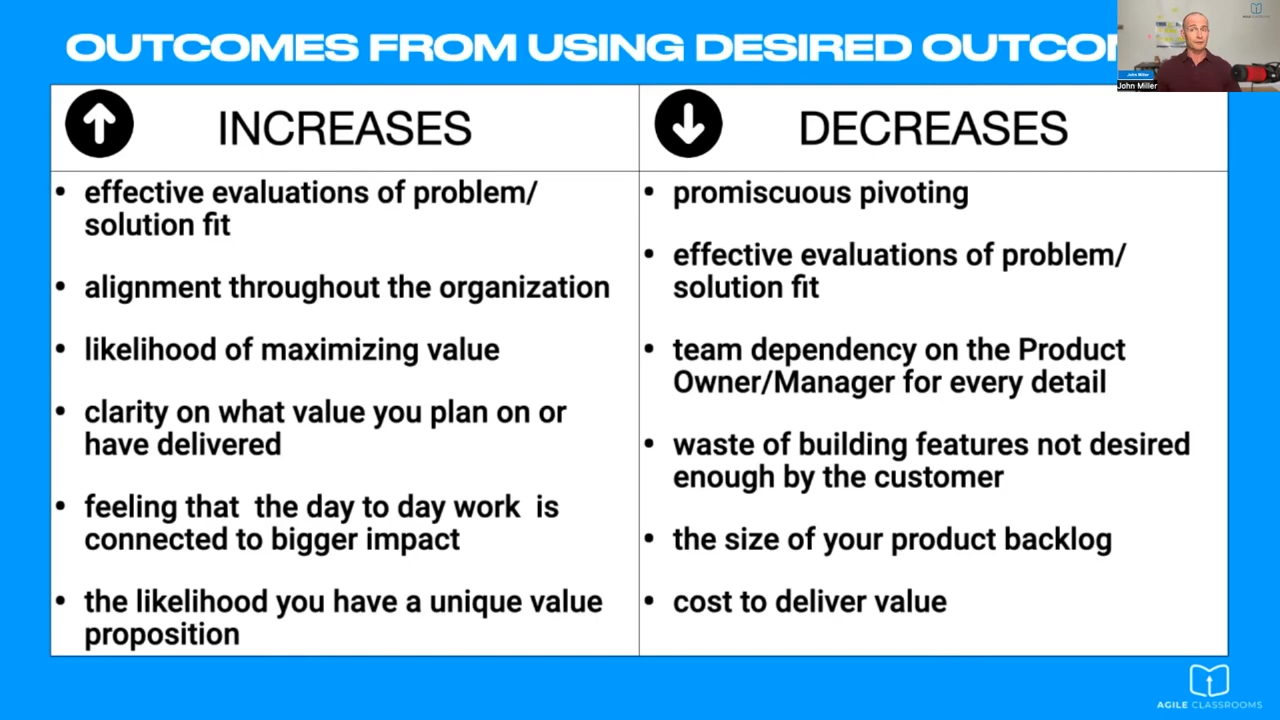 OUTCOMES FROM USING DESIRED OUTCOM
John Miller
John Miller
INCREASES
• effective evaluations of problem/
solution fit
• alignment throughout the organization
• likelihood of maximizing value
• clarity on what value you plan on or
have delivered
• feeling that the day to day work is
connected to bigger impact
• the likelihood you have a unique value
proposition
DECREASES
• promiscuous pivoting
• effective evaluations of problem/
solution fit
• team dependency on the Product
Owner/Manager for every detail
• waste of building features not desired
enough by the customer
• the size of your product backlog
• cost to deliver value
AGILE CLASSROOMS